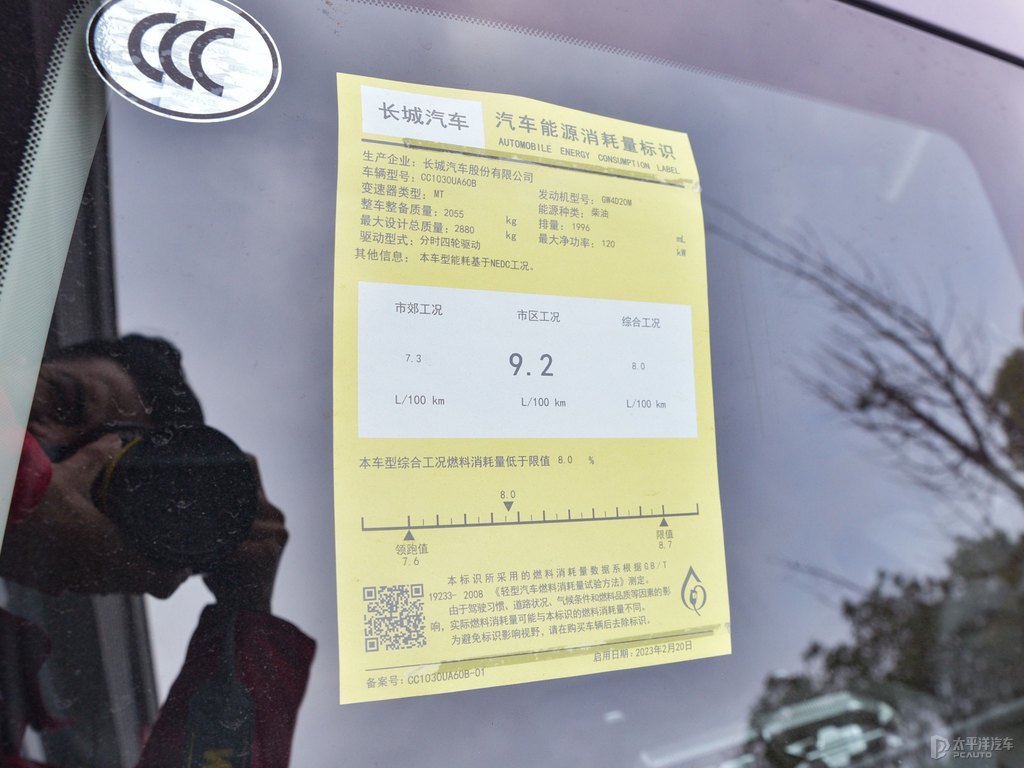 CCC
长城汽车
汽车能源消耗量标识
AUTOMOBILE ENERGY CONSUMPTION LABEL
生产企业：长城汽车股份有限公司
车辆型号：CC1030UA60B
发动机型号：GW4D20M
变速器类型：MT
能源种类：柴油
整车整备质量：2055 kg
排量：1996 mL
最大设计总质量：2880 kg
最大净功率：120 kW
驱动型式：分时四轮驱动
其他信息：本车型能耗基于NEDC工况。
市郊工况 市区工况 综合工况
7.3 9.2 8.0
L/100 km L/100 km L/100 km
本车型综合工况燃料消耗量低于限值 8.0 %
8.0
领跑值 限值
7.6 8.7
本标识所采用的燃料消耗量数据系根据GB/T
19233- 2008 《轻型汽车燃料消耗量试验方法》测定。
由于驾驶习惯、道路状况、气候条件和燃料品质等因素的影
响，实际燃料消耗量可能与本标识的燃料消耗量不同。
为避免标识影响视野，请在购买车辆后去除标识。
备案号：CC1030UA60B-01
启用日期：2023年2月20日
太平洋汽车
PCAUTO